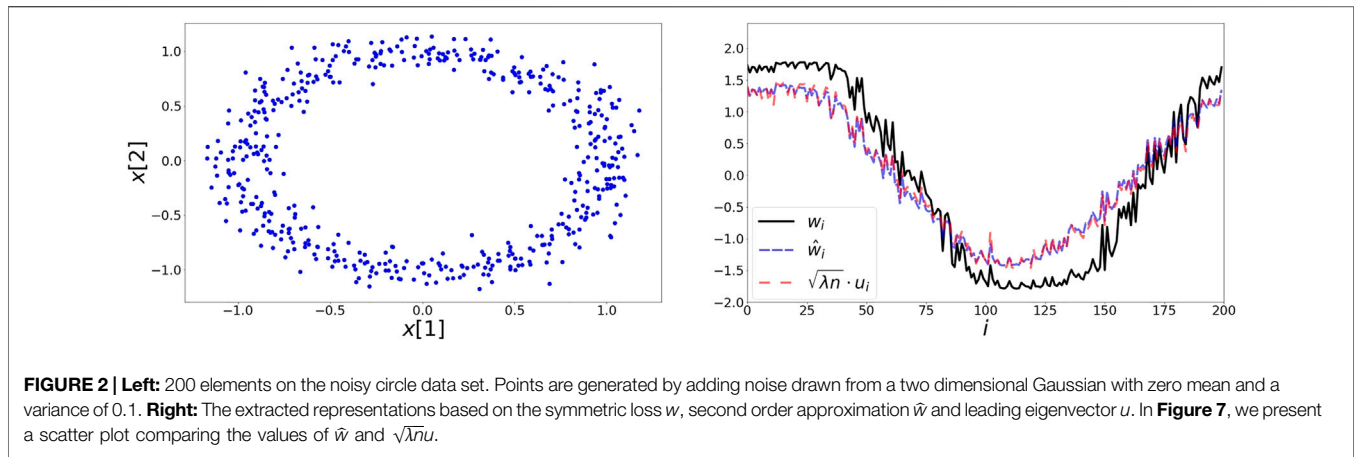 1.0
0.5
0.0
−0.5
−1.0
x[2]
−1.0 −0.5 0.0 0.5 1.0
x[1]
2.0
1.5
1.0
0.5
0.0
−0.5
−1.0
−1.5
−2.0
w_i
ŵ_i
√λn · u_i
0 25 50 75 100 125 150 175 200
i
FIGURE 2 | Left: 200 elements on the noisy circle data set. Points are generated by adding noise drawn from a two dimensional Gaussian with zero mean and a
variance of 0.1. Right: The extracted representations based on the symmetric loss w, second order approximation ŵ and leading eigenvector u. In Figure 7, we present
a scatter plot comparing the values of ŵ and √λnu.